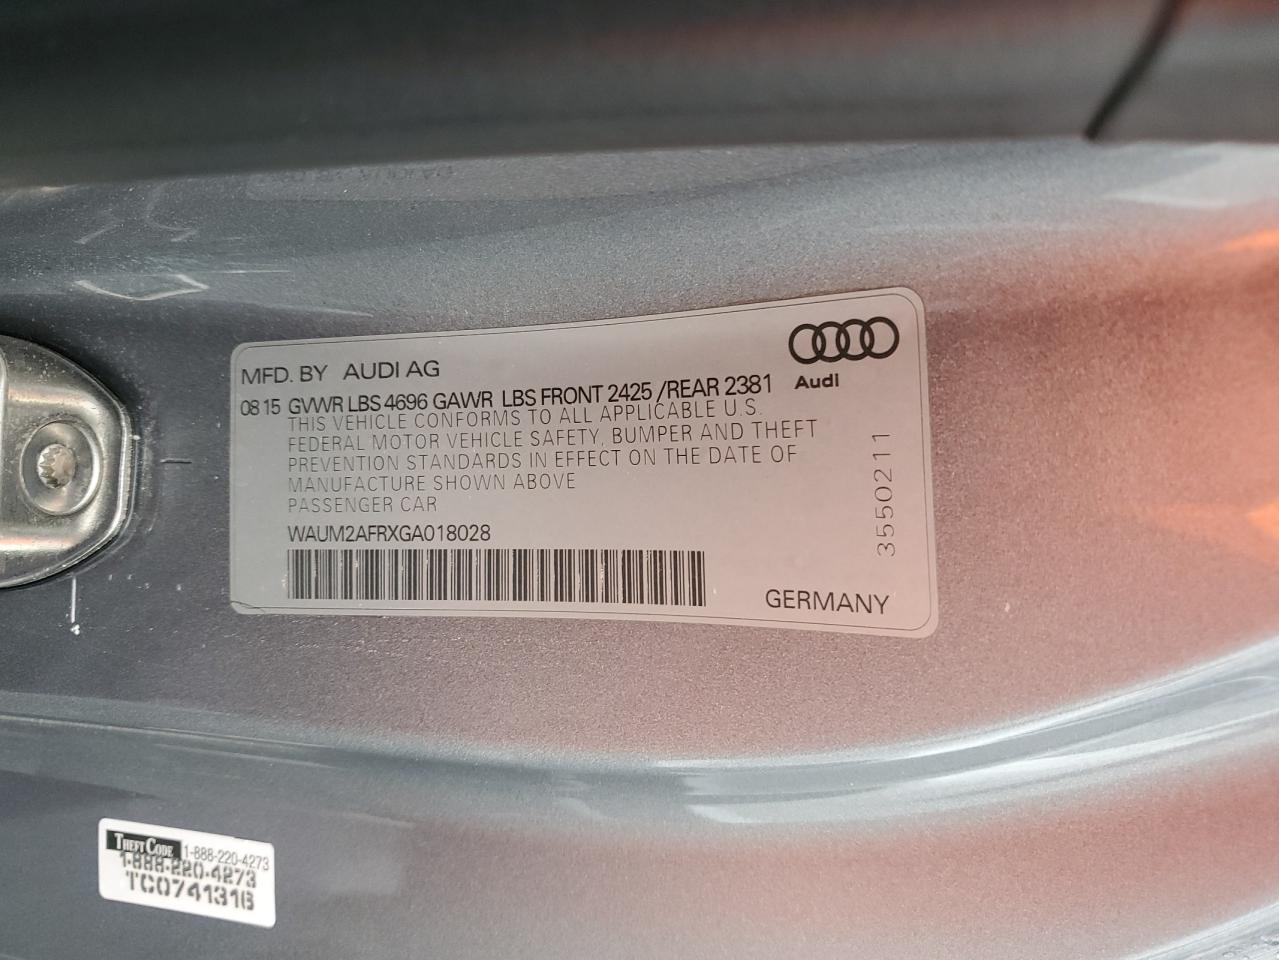 MFD. BY AUDI AG
08 15 GVWR LBS 4696 GAWR LBS FRONT 2425 /REAR 2381
THIS VEHICLE CONFORMS TO ALL APPLICABLE U.S.
FEDERAL MOTOR VEHICLE SAFETY, BUMPER AND THEFT
PREVENTION STANDARDS IN EFFECT ON THE DATE OF
MANUFACTURE SHOWN ABOVE
PASSENGER CAR
WAUM2AFRXGA018028
Audi
3550211
GERMANY
THEFT CODE 1-888-220-4273
1-888-220-4273
TC0741316